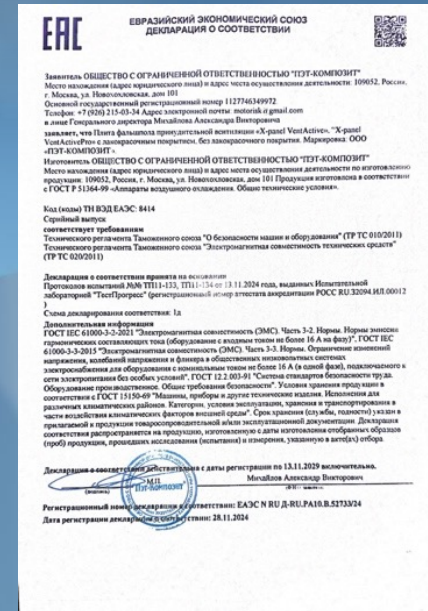 ЕАС
ЕВРАЗИЙСКИЙ ЭКОНОМИЧЕСКИЙ СОЮЗ
ДЕКЛАРАЦИЯ О СООТВЕТСТВИИ
Заявитель ОБЩЕСТВО С ОГРАНИЧЕННОЙ ОТВЕТСТВЕННОСТЬЮ "ПЭТ-КОМПОЗИТ"
Место нахождения (адрес юридического лица) и адрес места осуществления деятельности: 109052, Россия,
г. Москва, ул. Новохохловская, дом 101
Основной государственный регистрационный номер 1127746349972
Телефон: +7 (926) 215-03-34 Адрес электронной почты motorisk@gmail.com
в лице Генерального директора Михайлова Александра Викторовича
заявляет, что Плита фальшпола принудительной вентиляции «X-panel VentActive», "X-panel
VentActivePro» с лакокрасочным покрытием, без лакокрасочного покрытия. Маркировка: ООО
«ПЭТ-КОМПОЗИТ».
Изготовитель ОБЩЕСТВО С ОГРАНИЧЕННОЙ ОТВЕТСТВЕННОСТЬЮ "ПЭТ-КОМПОЗИТ"
Место нахождения (адрес юридического лица) и адрес места осуществления деятельности по изготовлению
продукции: 109052, Россия, г. Москва, ул. Новохохловская, дом 101 Продукция изготовлена в соответствии
с ГОСТ Р 51364-99 «Аппараты воздушного охлаждения. Общие технические условия».
Код (коды) ТН ВЭД ЕАЭС: 8414
Серийный выпуск
соответствует требованиям
Технического регламента Таможенного союза "О безопасности машин и оборудования" (ТР ТС 010/2011)
Технического регламента Таможенного союза "Электромагнитная совместимость технических средств"
(ТР ТС 020/2011)
Декларация о соответствии принята на основании
Протоколов испытаний №№ ТП11-133, ТП11-134 от 13.11.2024 года, выданных Испытательной
лабораторией "ТестПрогресс" (регистрационный номер аттестата аккредитации РОСС RU.32094.ИЛ.00012
)
Схема декларирования соответствия: 1д
Дополнительная информация
ГОСТ IEC 61000-3-2-2021 "Электромагнитная совместимость (ЭМС). Часть 3-2. Нормы. Нормы эмиссии
гармонических составляющих тока (оборудование с входным током не более 16 А на фазу)", ГОСТ IEC
61000-3-3-2015 "Электромагнитная совместимость (ЭМС). Часть 3-3. Нормы. Ограничение изменений
напряжения, колебаний напряжения и фликера в общественных низковольтных системах
электроснабжения для оборудования с номинальным током не более 16 А (в одной фазе), подключаемого к
сети электропитания без особых условий", ГОСТ 12.2.003-91 "Система стандартов безопасности труда.
Оборудование производственное. Общие требования безопасности". Условия хранения продукции в
соответствии с ГОСТ 15150-69 "Машины, приборы и другие технические изделия. Исполнения для
различных климатических районов. Категории, условия эксплуатации, хранения и транспортирования в
части воздействия климатических факторов внешней среды". Срок хранения (службы, годности) указан в
прилагаемой к продукции товаросопроводительной и/или эксплуатационной документации. Декларация
соответствия распространяется на продукцию, изготовленную с даты изготовления отобранных образцов
(проб) продукции, прошедших исследования (испытания) и измерения, указанную в акте(ах) отбора
Декларация о соответствии действительна с даты регистрации по 13.11.2029 включительно.
М.П.
Михайлов Александр Викторович
(подпись)
Пэт-Композит
Регистрационный номер декларации о соответствии: ЕАЭС N RU Д-RU.РА10.В.52733/24
Дата регистрации декларации о соответствии: 28.11.2024